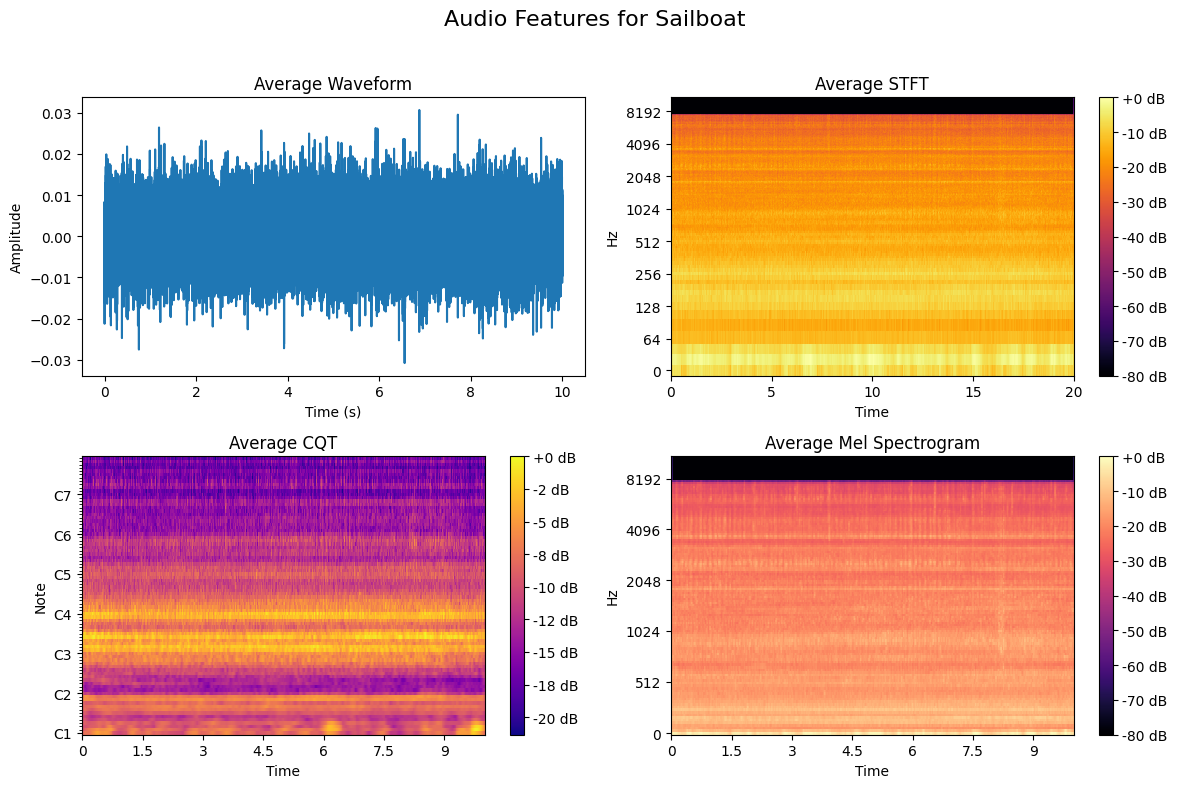 Audio Features for Sailboat
Average Waveform
0.03
0.02
0.01
0.00
−0.01
−0.02
−0.03
Amplitude
0
2
4
6
8
10
Time (s)
Average STFT
8192
4096
2048
1024
512
256
128
64
0
Hz
0
5
10
15
20
Time
+0 dB
-10 dB
-20 dB
-30 dB
-40 dB
-50 dB
-60 dB
-70 dB
-80 dB
Average CQT
C7
C6
C5
C4
C3
C2
C1
Note
0
1.5
3
4.5
6
7.5
9
Time
+0 dB
-2 dB
-5 dB
-8 dB
-10 dB
-12 dB
-15 dB
-18 dB
-20 dB
Average Mel Spectrogram
8192
4096
2048
1024
512
0
Hz
0
1.5
3
4.5
6
7.5
9
Time
+0 dB
-10 dB
-20 dB
-30 dB
-40 dB
-50 dB
-60 dB
-70 dB
-80 dB